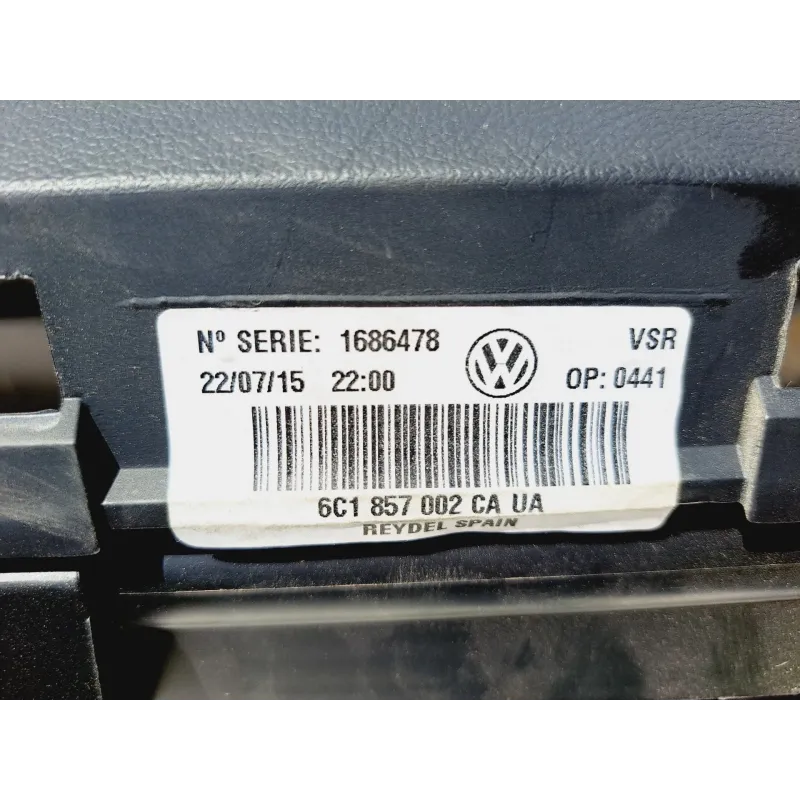 Nº SERIE: 1686478 VSR
22/07/15 22:00 OP: 0441
6C1 857 002 CA UA
REYDEL SPAIN